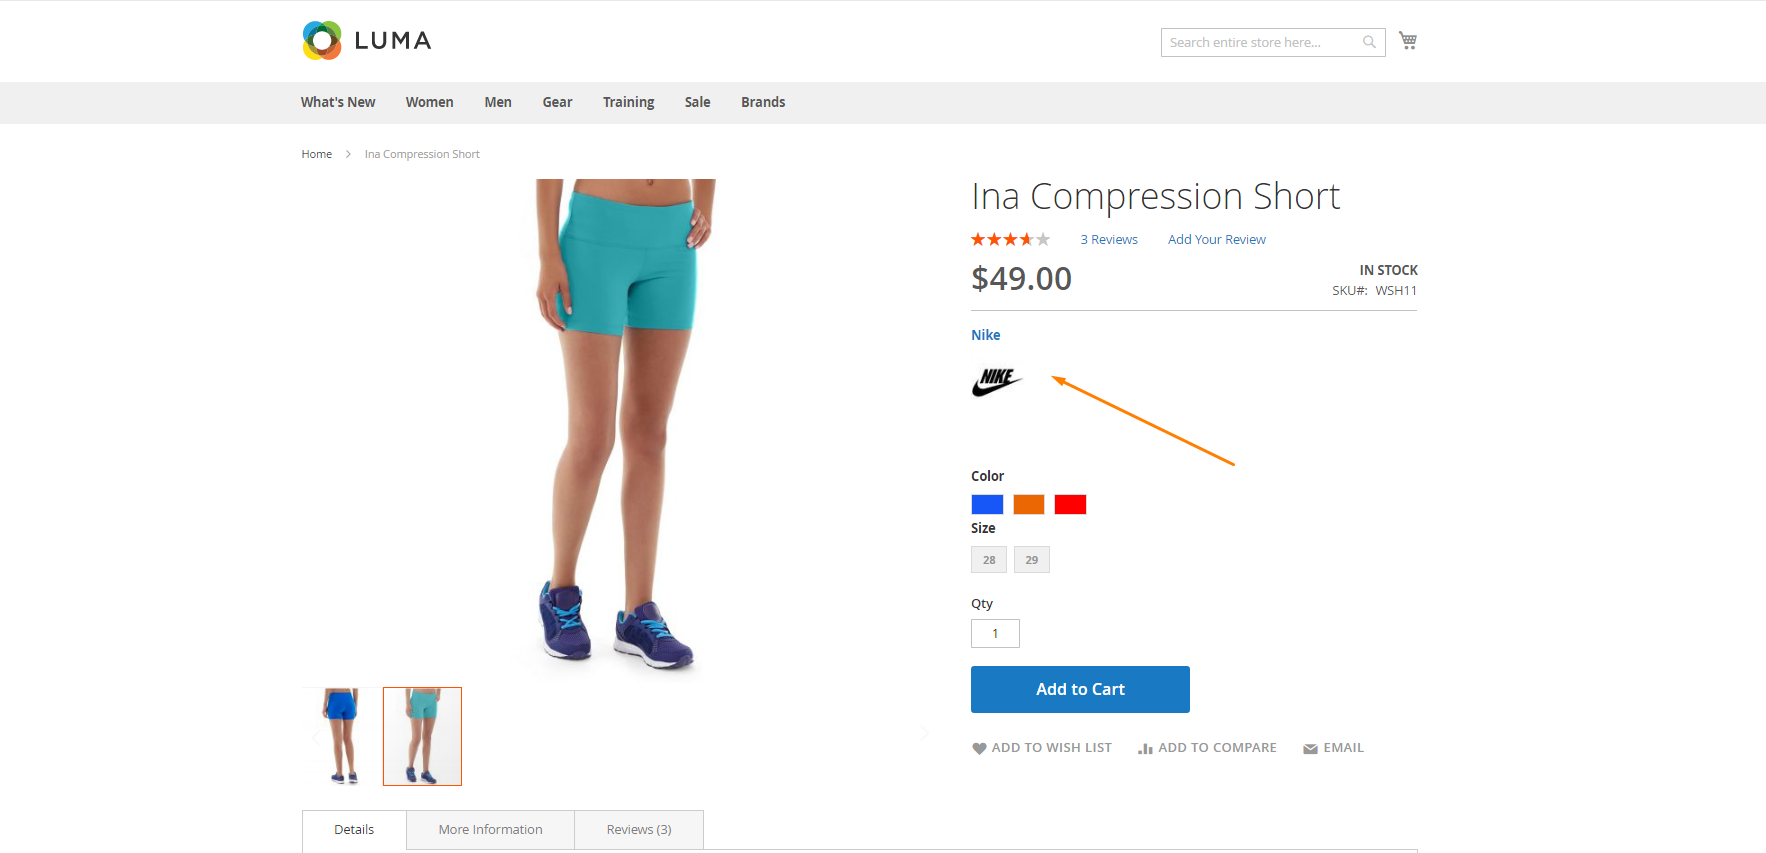 LUMA
Search entire store here...
What's New Women Men Gear Training Sale Brands
Home > Ina Compression Short
Ina Compression Short
3 Reviews Add Your Review
$49.00
IN STOCK
SKU#: WSH11
Nike
NIKE
Color
Size
28 29
Qty
1
Add to Cart
ADD TO WISH LIST ADD TO COMPARE EMAIL
Details More Information Reviews (3)